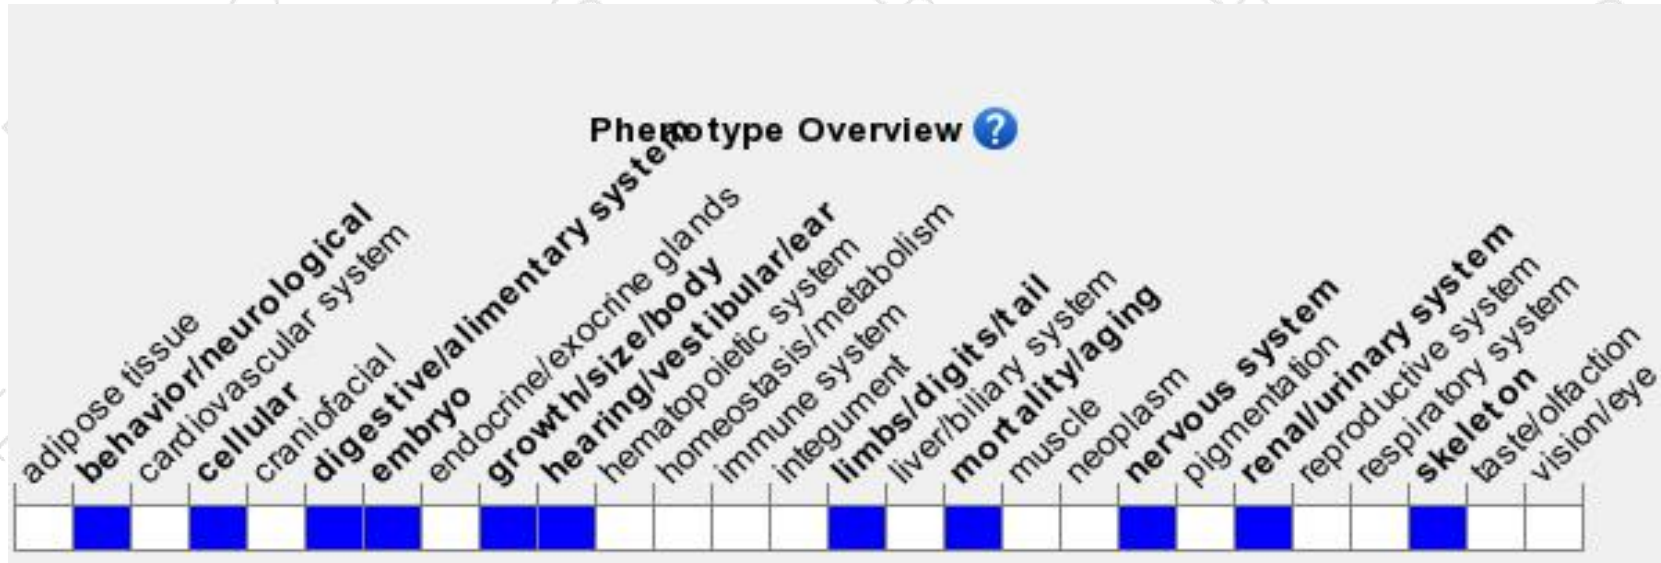 Phenotype Overview ?
adipose tissue
behavior/neurological
cardiovascular system
cellular
craniofacial
digestive/alimentary system
embryo
endocrine/exocrine glands
growth/size/body
hearing/vestibular/ear
hematopoietic system
homeostasis/metabolism
immune system
integument
limbs/digits/tail
liver/biliary system
mortality/aging
muscle
neoplasm
nervous system
pigmentation
renal/urinary system
reproductive system
respiratory system
skeleton
taste/olfaction
vision/eye